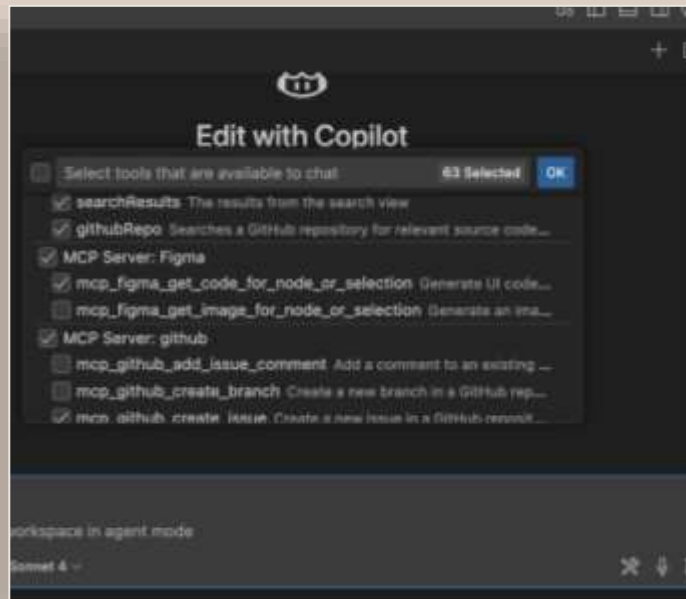 Edit with Copilot
Select tools that are available to chat 63 Selected OK
searchResults The results from the search view
githubRepo Searches a GitHub repository for relevant source code...
MCP Server: Figma
mcp_figma_get_code_for_node_or_selection Generate UI code...
mcp_figma_get_image_for_node_or_selection Generate an ima...
MCP Server: github
mcp_github_add_issue_comment Add a comment to an existing ...
mcp_github_create_branch Create a new branch in a GitHub rep...
mcp_github_create_issue Create a new issue in a GitHub reposit...
workspace in agent mode
Sonnet 4